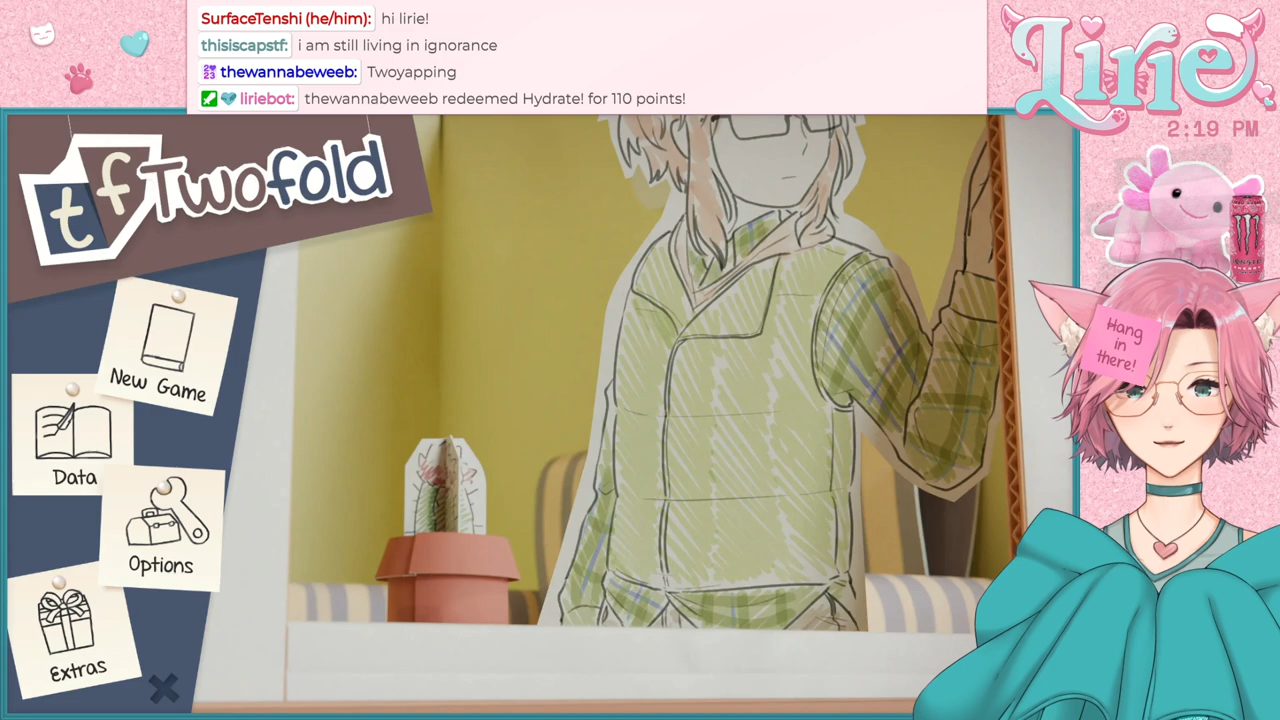 SurfaceTenshi (he/him): hi lirie!
thisiscapstf: i am still living in ignorance
thewannabeweeb: Twoyapping
liriebot: thewannabeweeb redeemed Hydrate! for 110 points!
Lirie
2:19 PM
tf Twofold
New Game
Data
Options
Extras
Hang
in
there!